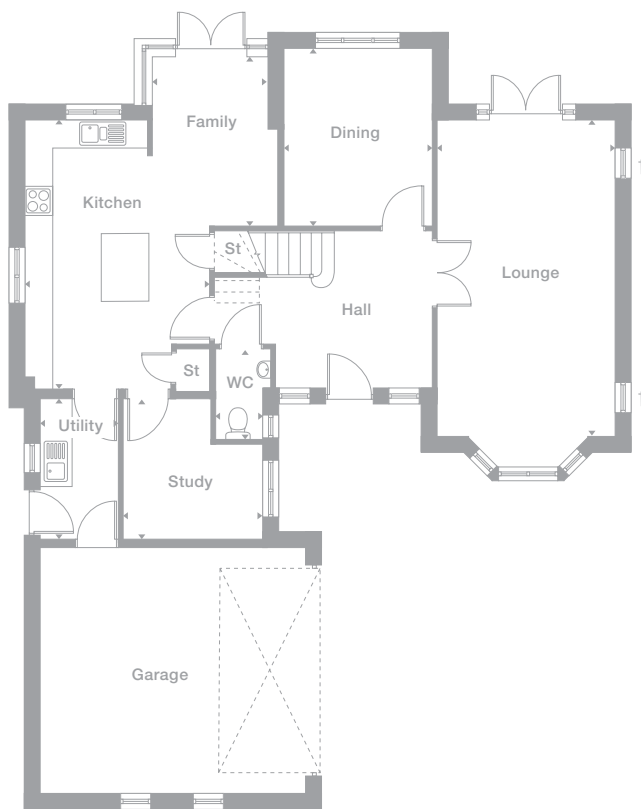 Family
Dining
Kitchen
St
Lounge
Hall
St
WC
Utility
Study
Garage